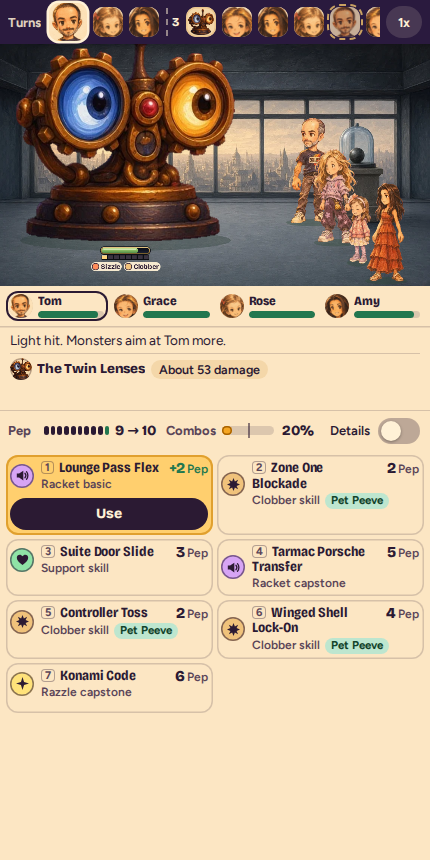 Turns
3
1x
Sizzle
Clobber
Tom
Grace
Rose
Amy
Light hit. Monsters aim at Tom more.
The Twin Lenses
About 53 damage
Pep 9 → 10 Combos 20% Details
1 Lounge Pass Flex +2 Pep
Racket basic
Use
2 Zone One Blockade 2 Pep
Clobber skill Pet Peeve
3 Suite Door Slide 3 Pep
Support skill
4 Tarmac Porsche Transfer 5 Pep
Racket capstone
5 Controller Toss 2 Pep
Clobber skill Pet Peeve
6 Winged Shell Lock-On 4 Pep
Clobber skill Pet Peeve
7 Konami Code 6 Pep
Razzle capstone